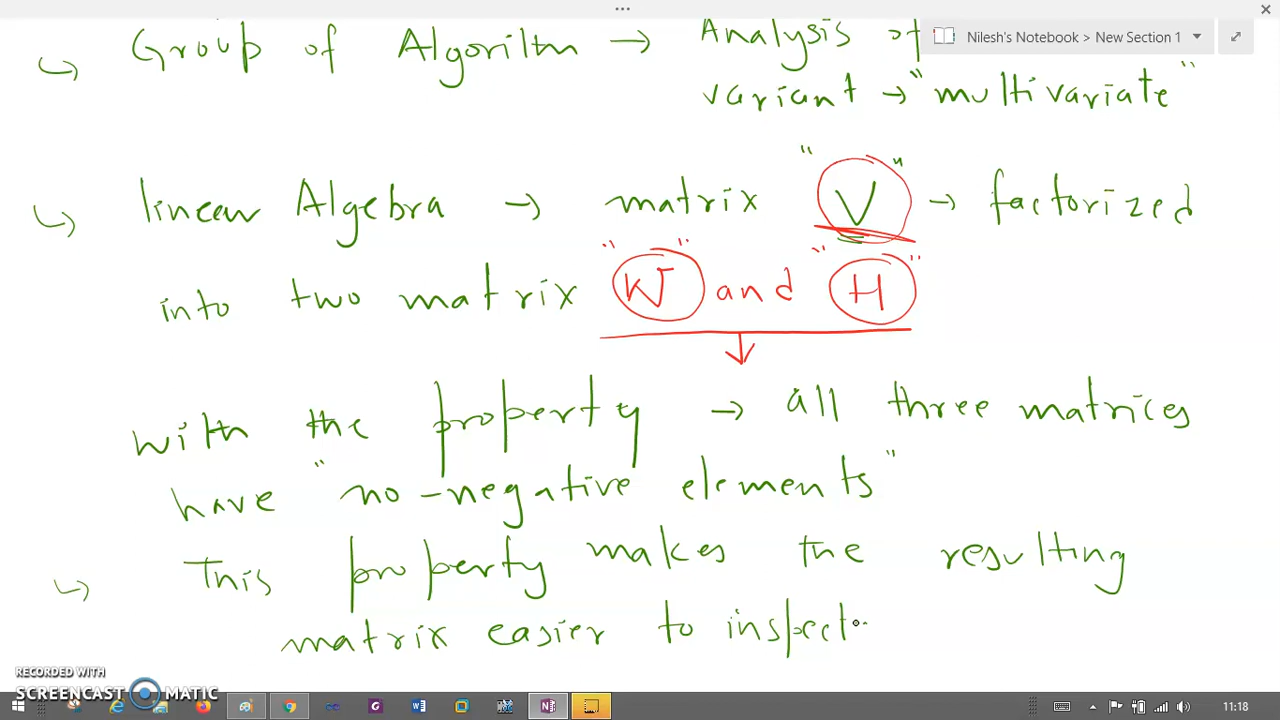 Nilesh's Notebook > New Section 1
Group of Algorilm → Analysis of
variant → "multivariate"
linear Algebra → matrix "V" → factorized
into two matrix "W" and "H"
with the property → all three matrices
have "no-negative elements"
This property makes the resulting
matrix easier to inspect.
RECORDED WITH
SCREENCAST MATIC
11:18